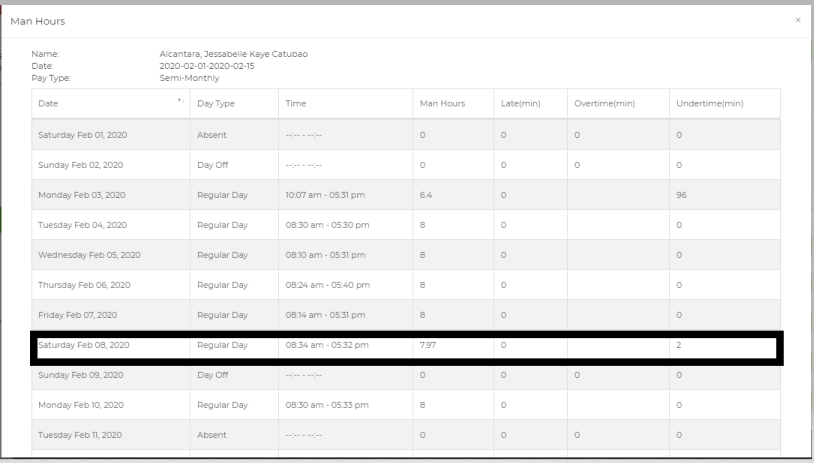 Man Hours ×
Name: Alcantara, Jessabelle Kaye Catubao
Date: 2020-02-01-2020-02-15
Pay Type: Semi-Monthly
Date Day Type Time Man Hours Late(min) Overtime(min) Undertime(min)
Saturday Feb 01, 2020 Absent --:-- - --:-- 0 0 0 0
Sunday Feb 02, 2020 Day Off --:-- - --:-- 0 0 0 0
Monday Feb 03, 2020 Regular Day 10:07 am - 05:31 pm 6.4 0 96
Tuesday Feb 04, 2020 Regular Day 08:30 am - 05:30 pm 8 0 0
Wednesday Feb 05, 2020 Regular Day 08:10 am - 05:31 pm 8 0 0
Thursday Feb 06, 2020 Regular Day 08:24 am - 05:40 pm 8 0 0
Friday Feb 07, 2020 Regular Day 08:14 am - 05:31 pm 8 0 0
Saturday Feb 08, 2020 Regular Day 08:34 am - 05:32 pm 7.97 0 2
Sunday Feb 09, 2020 Day Off --:-- - --:-- 0 0 0 0
Monday Feb 10, 2020 Regular Day 08:30 am - 05:33 pm 8 0 0
Tuesday Feb 11, 2020 Absent --:-- - --:-- 0 0 0 0